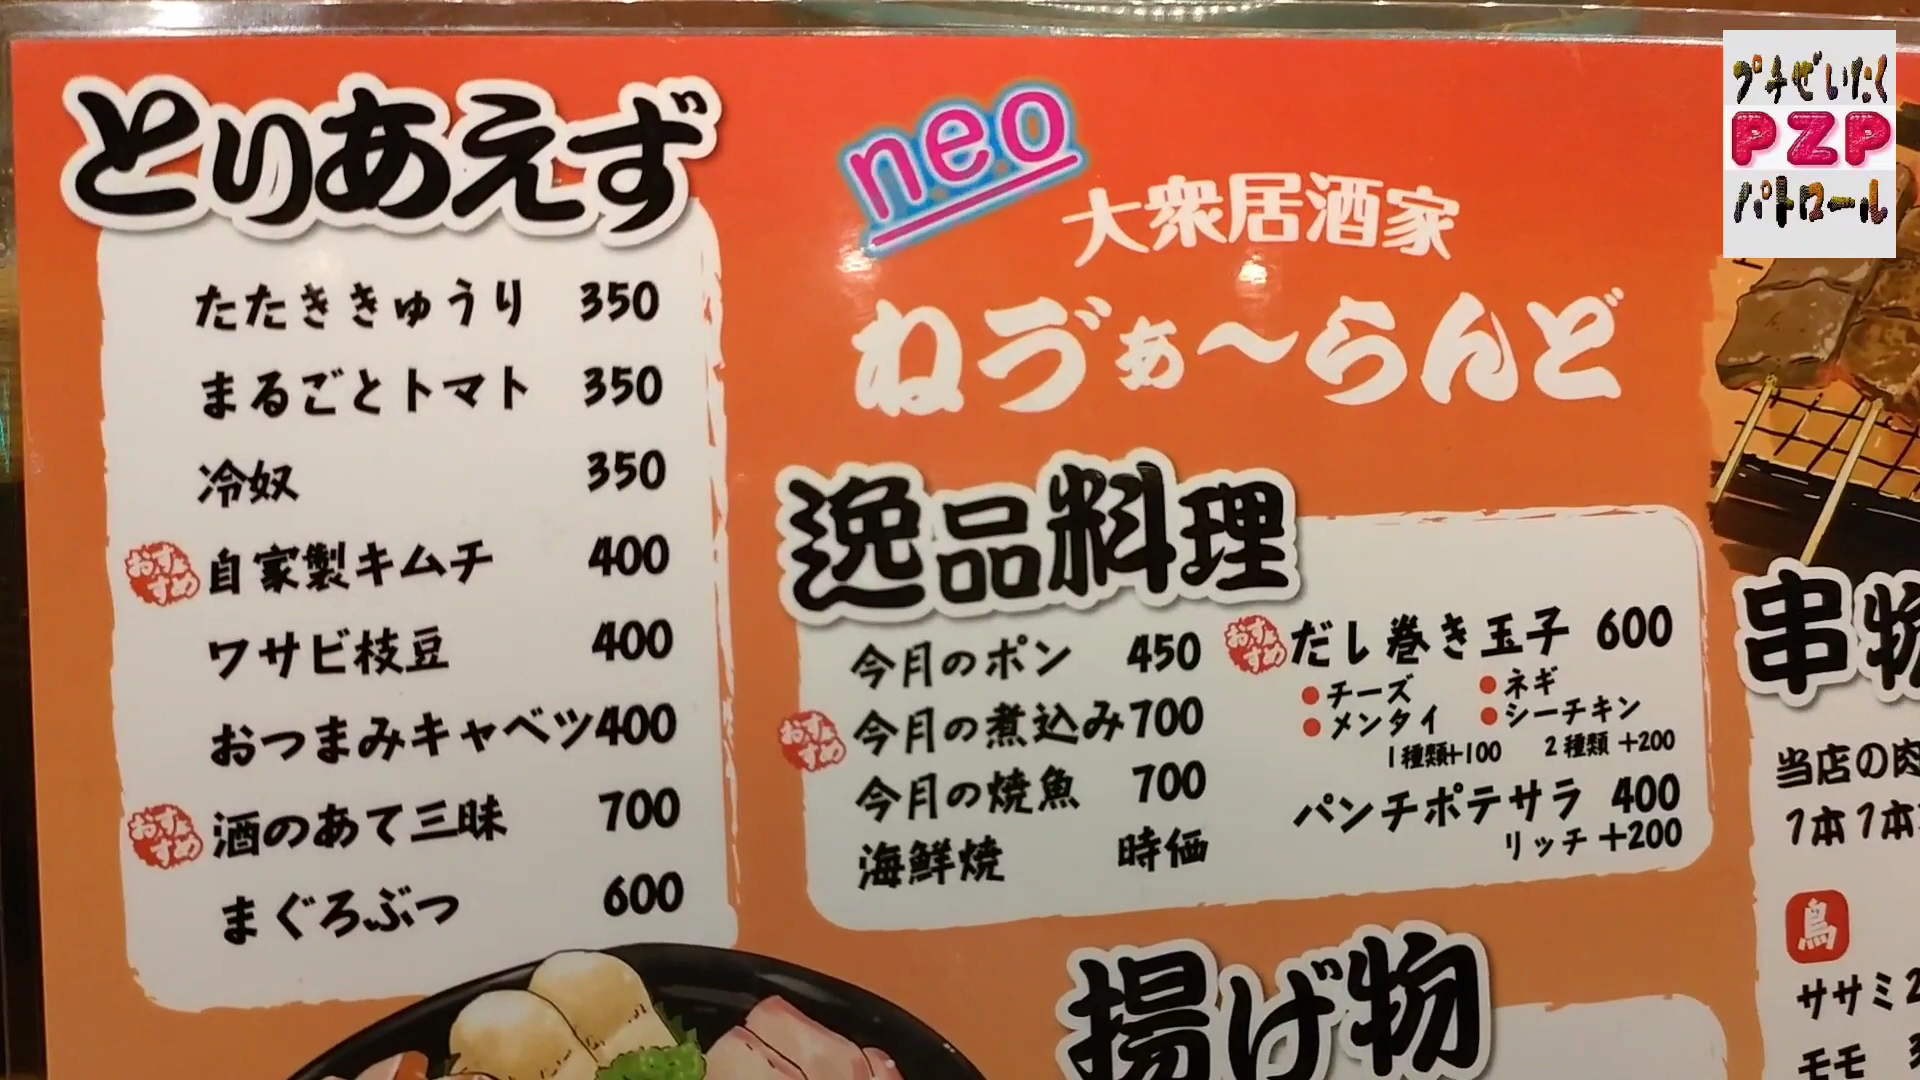 とりあえず
たたききゅうり 350
まるごとトマト 350
冷奴 350
おすすめ 自家製キムチ 400
ワサビ枝豆 400
おつまみキャベツ 400
おすすめ 酒のあて三昧 700
まぐろぶつ 600
neo
大衆居酒家
ねゔぁ〜らんど
逸品料理
今月のポン 450
おすすめ 今月の煮込み 700
今月の焼魚 700
海鮮焼 時価
おすすめ だし巻き玉子 600
●チーズ ●ネギ
●メンタイ ●シーチキン
1種類+100 2種類+200
パンチポテサラ 400
リッチ+200
揚げ物
串物
当店の肉
1本1本
鳥
ササミ 2
モモ 3
プチぜいたく
PZP
パトロール